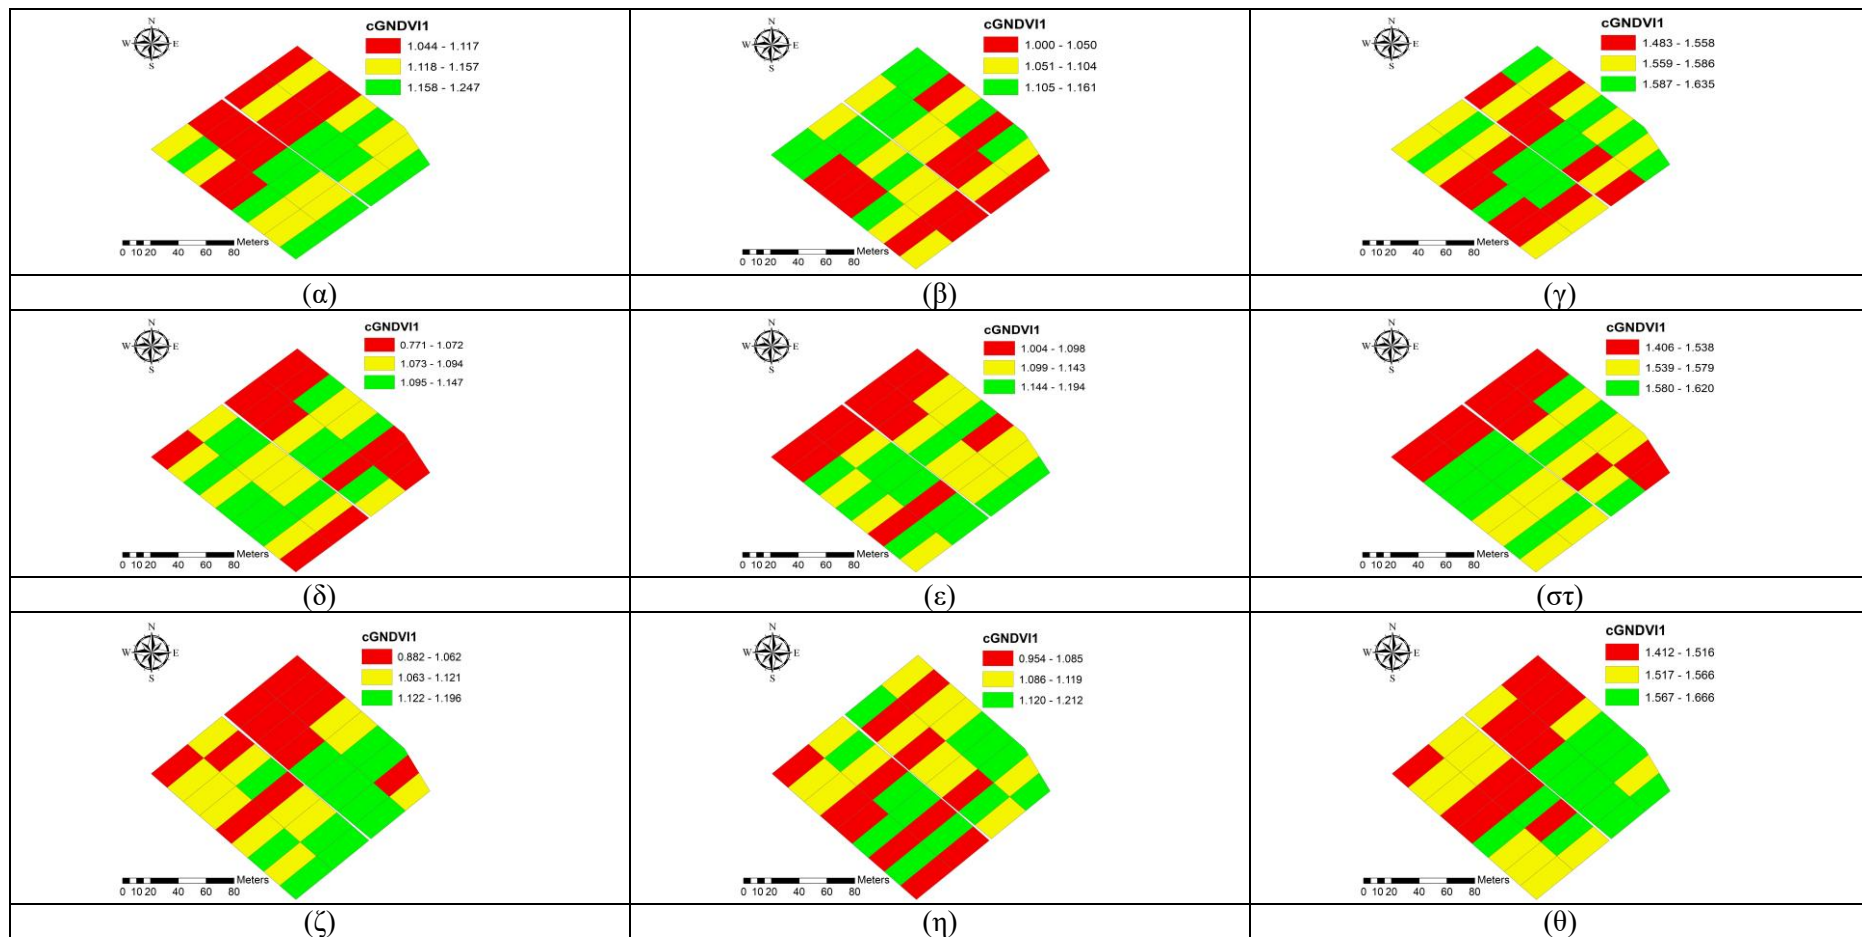 cGNDVI1
N
W E
S
1.044 - 1.117
1.118 - 1.157
1.158 - 1.247
Meters
0 10 20 40 60 80
(α)
cGNDVI1
N
W E
S
1.000 - 1.050
1.051 - 1.104
1.105 - 1.161
Meters
0 10 20 40 60 80
(β)
cGNDVI1
N
W E
S
1.483 - 1.558
1.559 - 1.586
1.587 - 1.635
Meters
0 10 20 40 60 80
(γ)
cGNDVI1
N
W E
S
0.771 - 1.072
1.073 - 1.094
1.095 - 1.147
Meters
0 10 20 40 60 80
(δ)
cGNDVI1
N
W E
S
1.004 - 1.098
1.099 - 1.143
1.144 - 1.194
Meters
0 10 20 40 60 80
(ε)
cGNDVI1
N
W E
S
1.406 - 1.538
1.539 - 1.579
1.580 - 1.620
Meters
0 10 20 40 60 80
(στ)
cGNDVI1
N
W E
S
0.882 - 1.062
1.063 - 1.121
1.122 - 1.196
Meters
0 10 20 40 60 80
(ζ)
cGNDVI1
N
W E
S
0.954 - 1.085
1.086 - 1.119
1.120 - 1.212
Meters
0 10 20 40 60 80
(η)
cGNDVI1
N
W E
S
1.412 - 1.516
1.517 - 1.566
1.567 - 1.666
Meters
0 10 20 40 60 80
(θ)